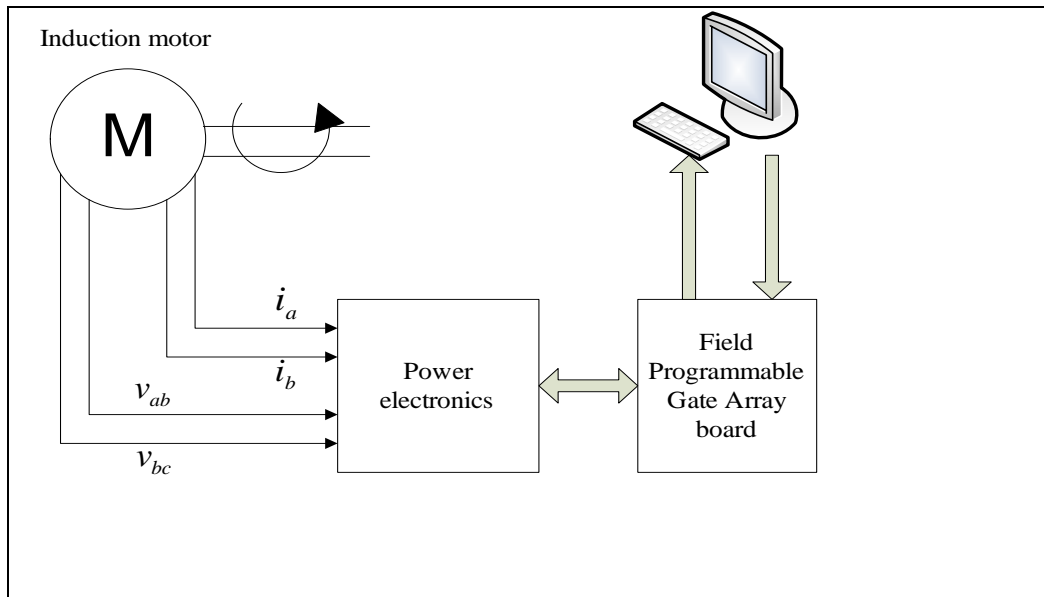 Induction motor
M
i_a
i_b
v_ab
v_bc
Power
electronics
Field
Programmable
Gate Array
board